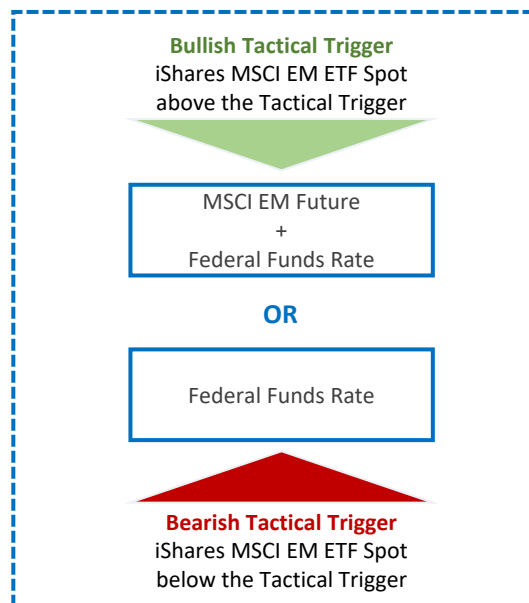 Bullish Tactical Trigger
iShares MSCI EM ETF Spot
above the Tactical Trigger
MSCI EM Future
+
Federal Funds Rate
OR
Federal Funds Rate
Bearish Tactical Trigger
iShares MSCI EM ETF Spot
below the Tactical Trigger